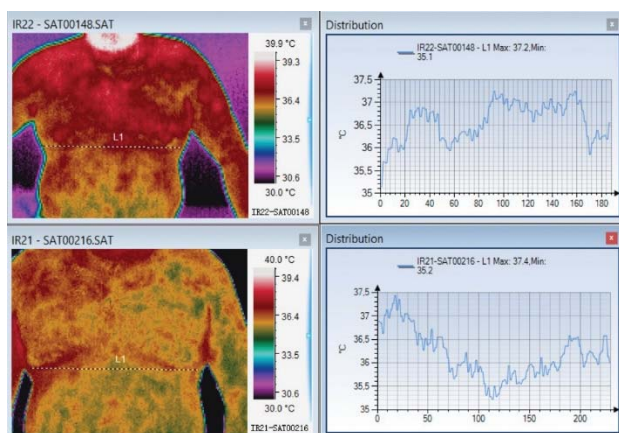 IR22 - SAT00148.SAT
x
39.9 °C
39.3
36.4
33.5
30.6
30.0 °C
IR22-SAT00148
L1
Distribution
x
IR22-SAT00148 - L1 Max: 37.2,Min:
35.1
°C
37.5
37
36.5
36
35.5
35
0 20 40 60 80 100 120 140 160 180
IR21 - SAT00216.SAT
x
40.0 °C
39.4
36.4
33.5
30.6
30.0 °C
IR21-SAT00216
L1
Distribution
x
IR21-SAT00216 - L1 Max: 37.4,Min:
35.2
°C
37.5
37
36.5
36
35.5
35
0 50 100 150 200